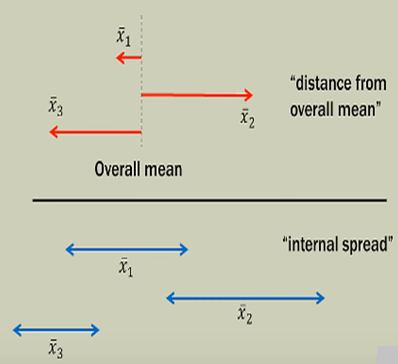 x̄₁
x̄₃
x̄₂
“distance from
overall mean”
Overall mean
“internal spread”
x̄₁
x̄₂
x̄₃